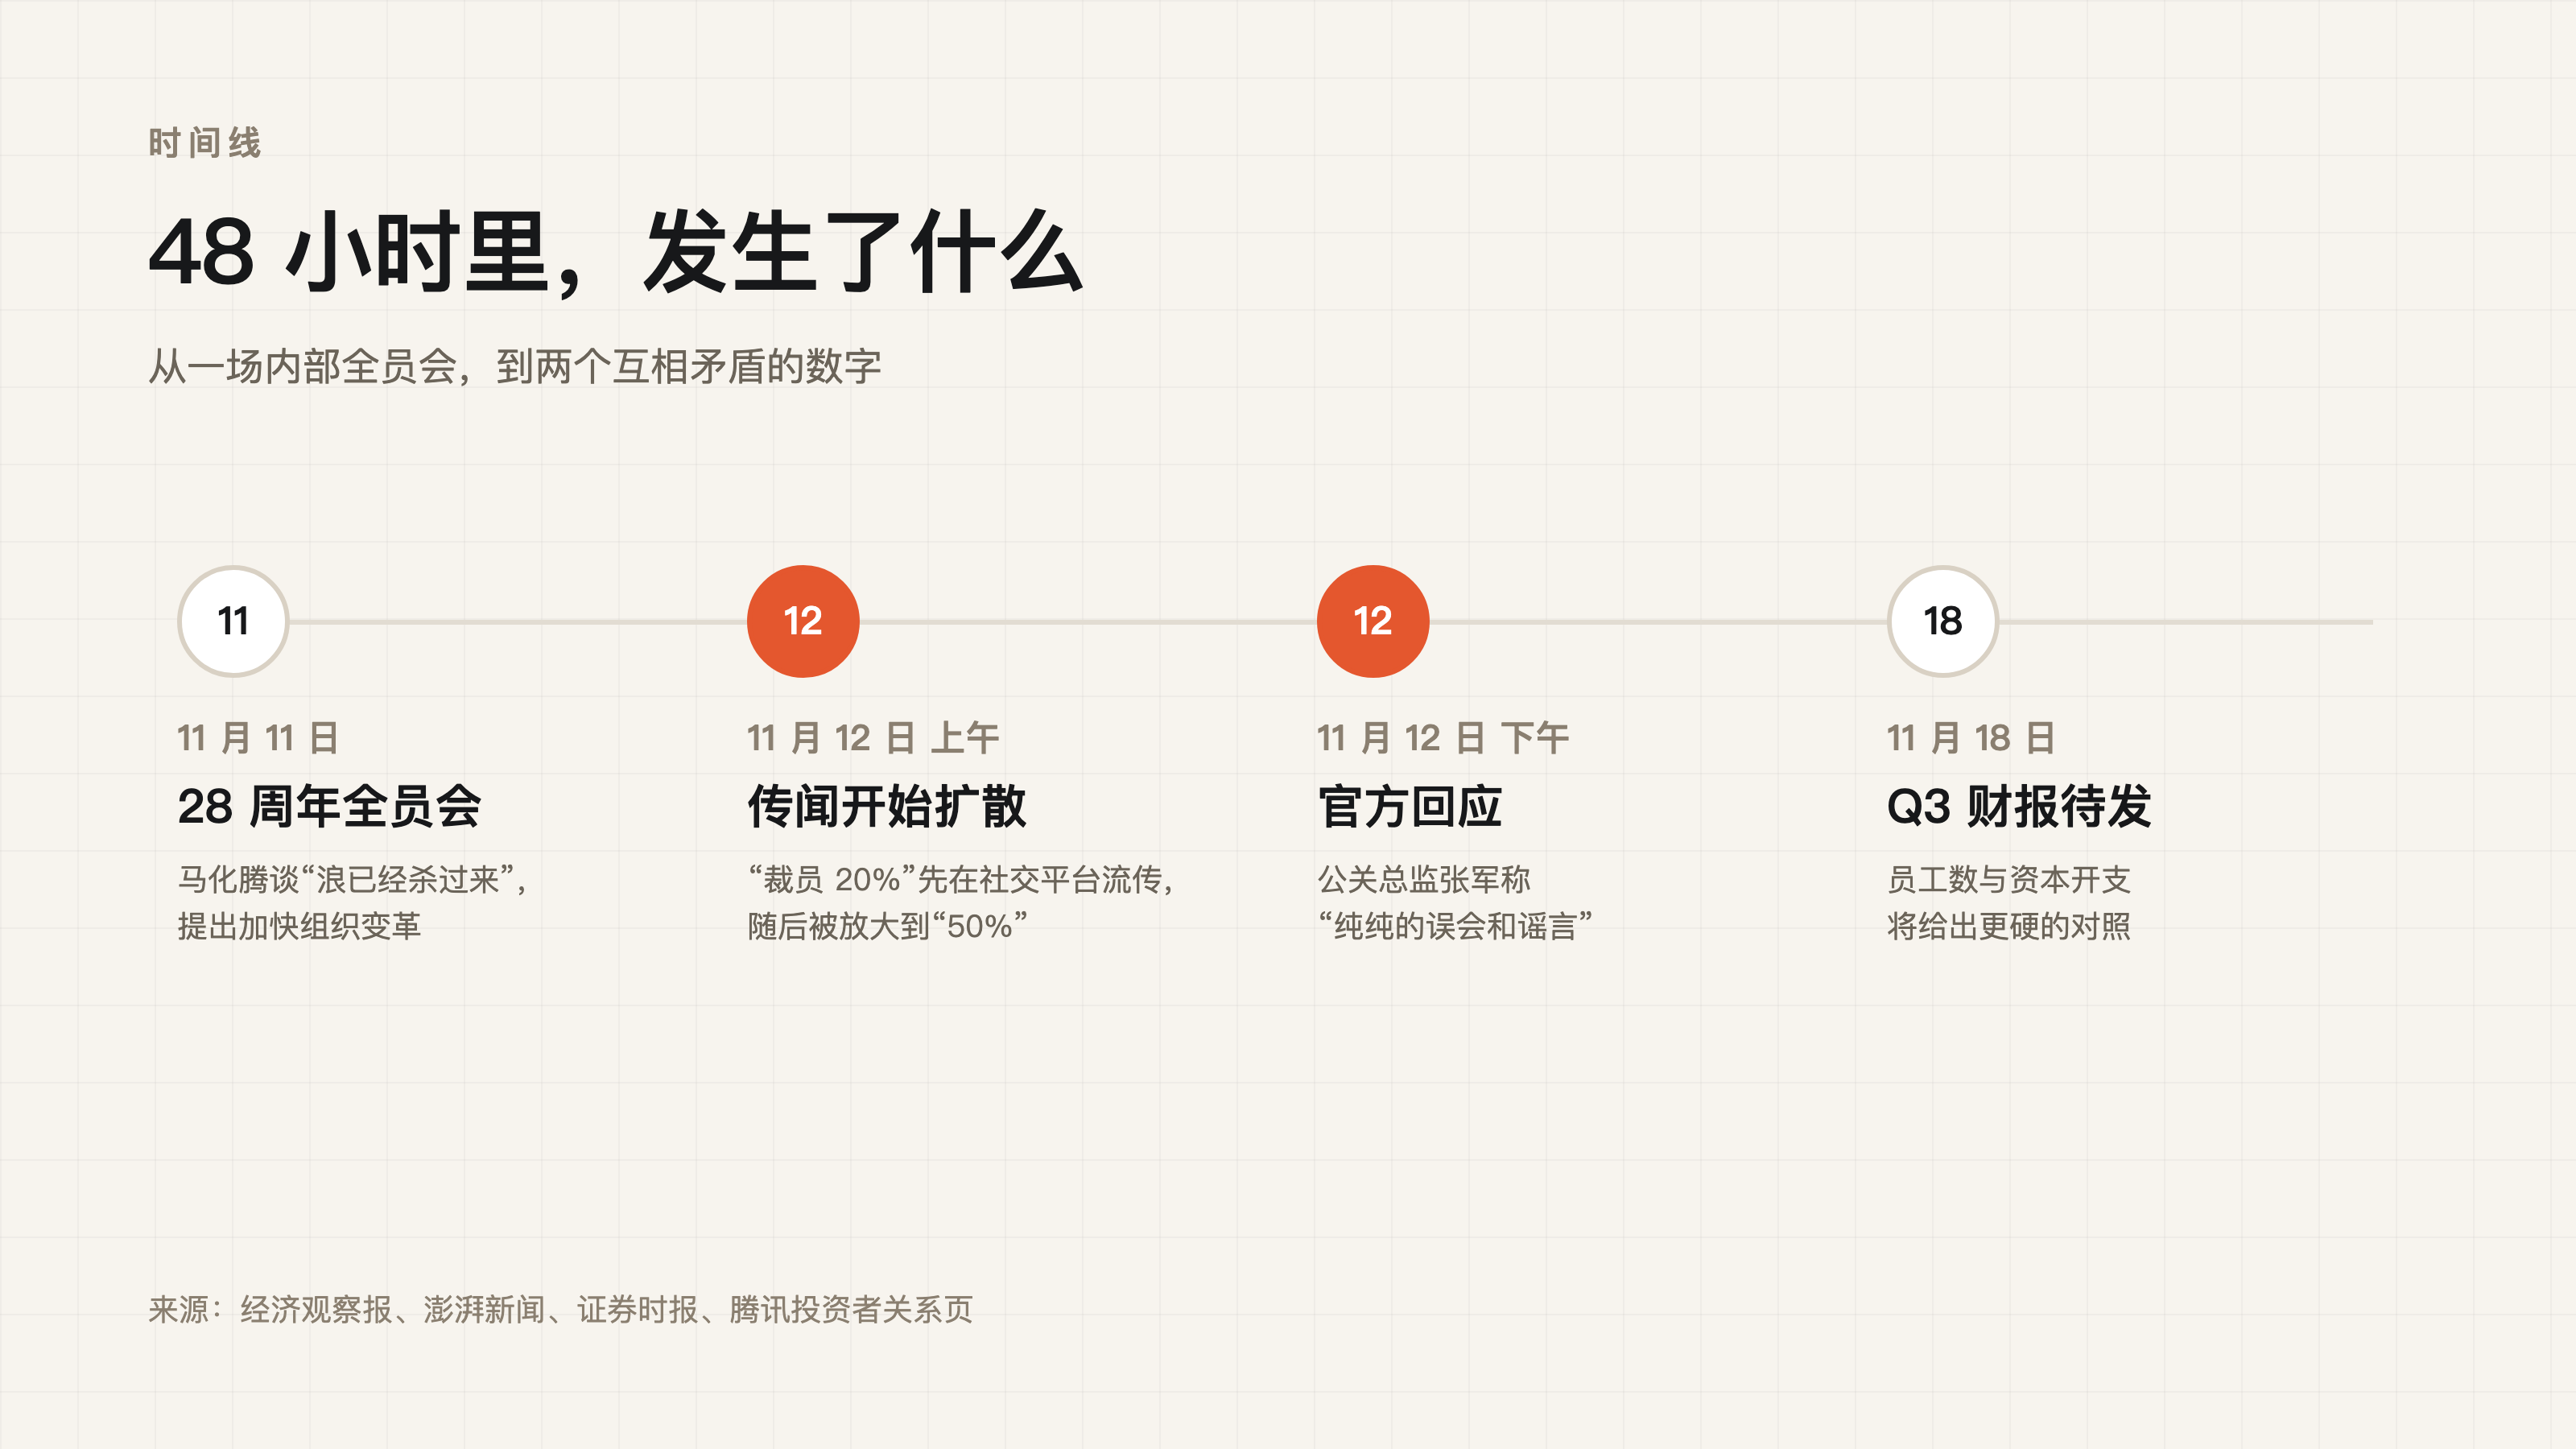 时间线
48 小时里，发生了什么
从一场内部全员会，到两个互相矛盾的数字
11
11 月 11 日
28 周年全员会
马化腾谈“浪已经杀过来”，
提出加快组织变革
12
11 月 12 日 上午
传闻开始扩散
“裁员 20%”先在社交平台流传，
随后被放大到“50%”
12
11 月 12 日 下午
官方回应
公关总监张军称
“纯纯的误会和谣言”
18
11 月 18 日
Q3 财报待发
员工数与资本开支
将给出更硬的对照
来源：经济观察报、澎湃新闻、证券时报、腾讯投资者关系页